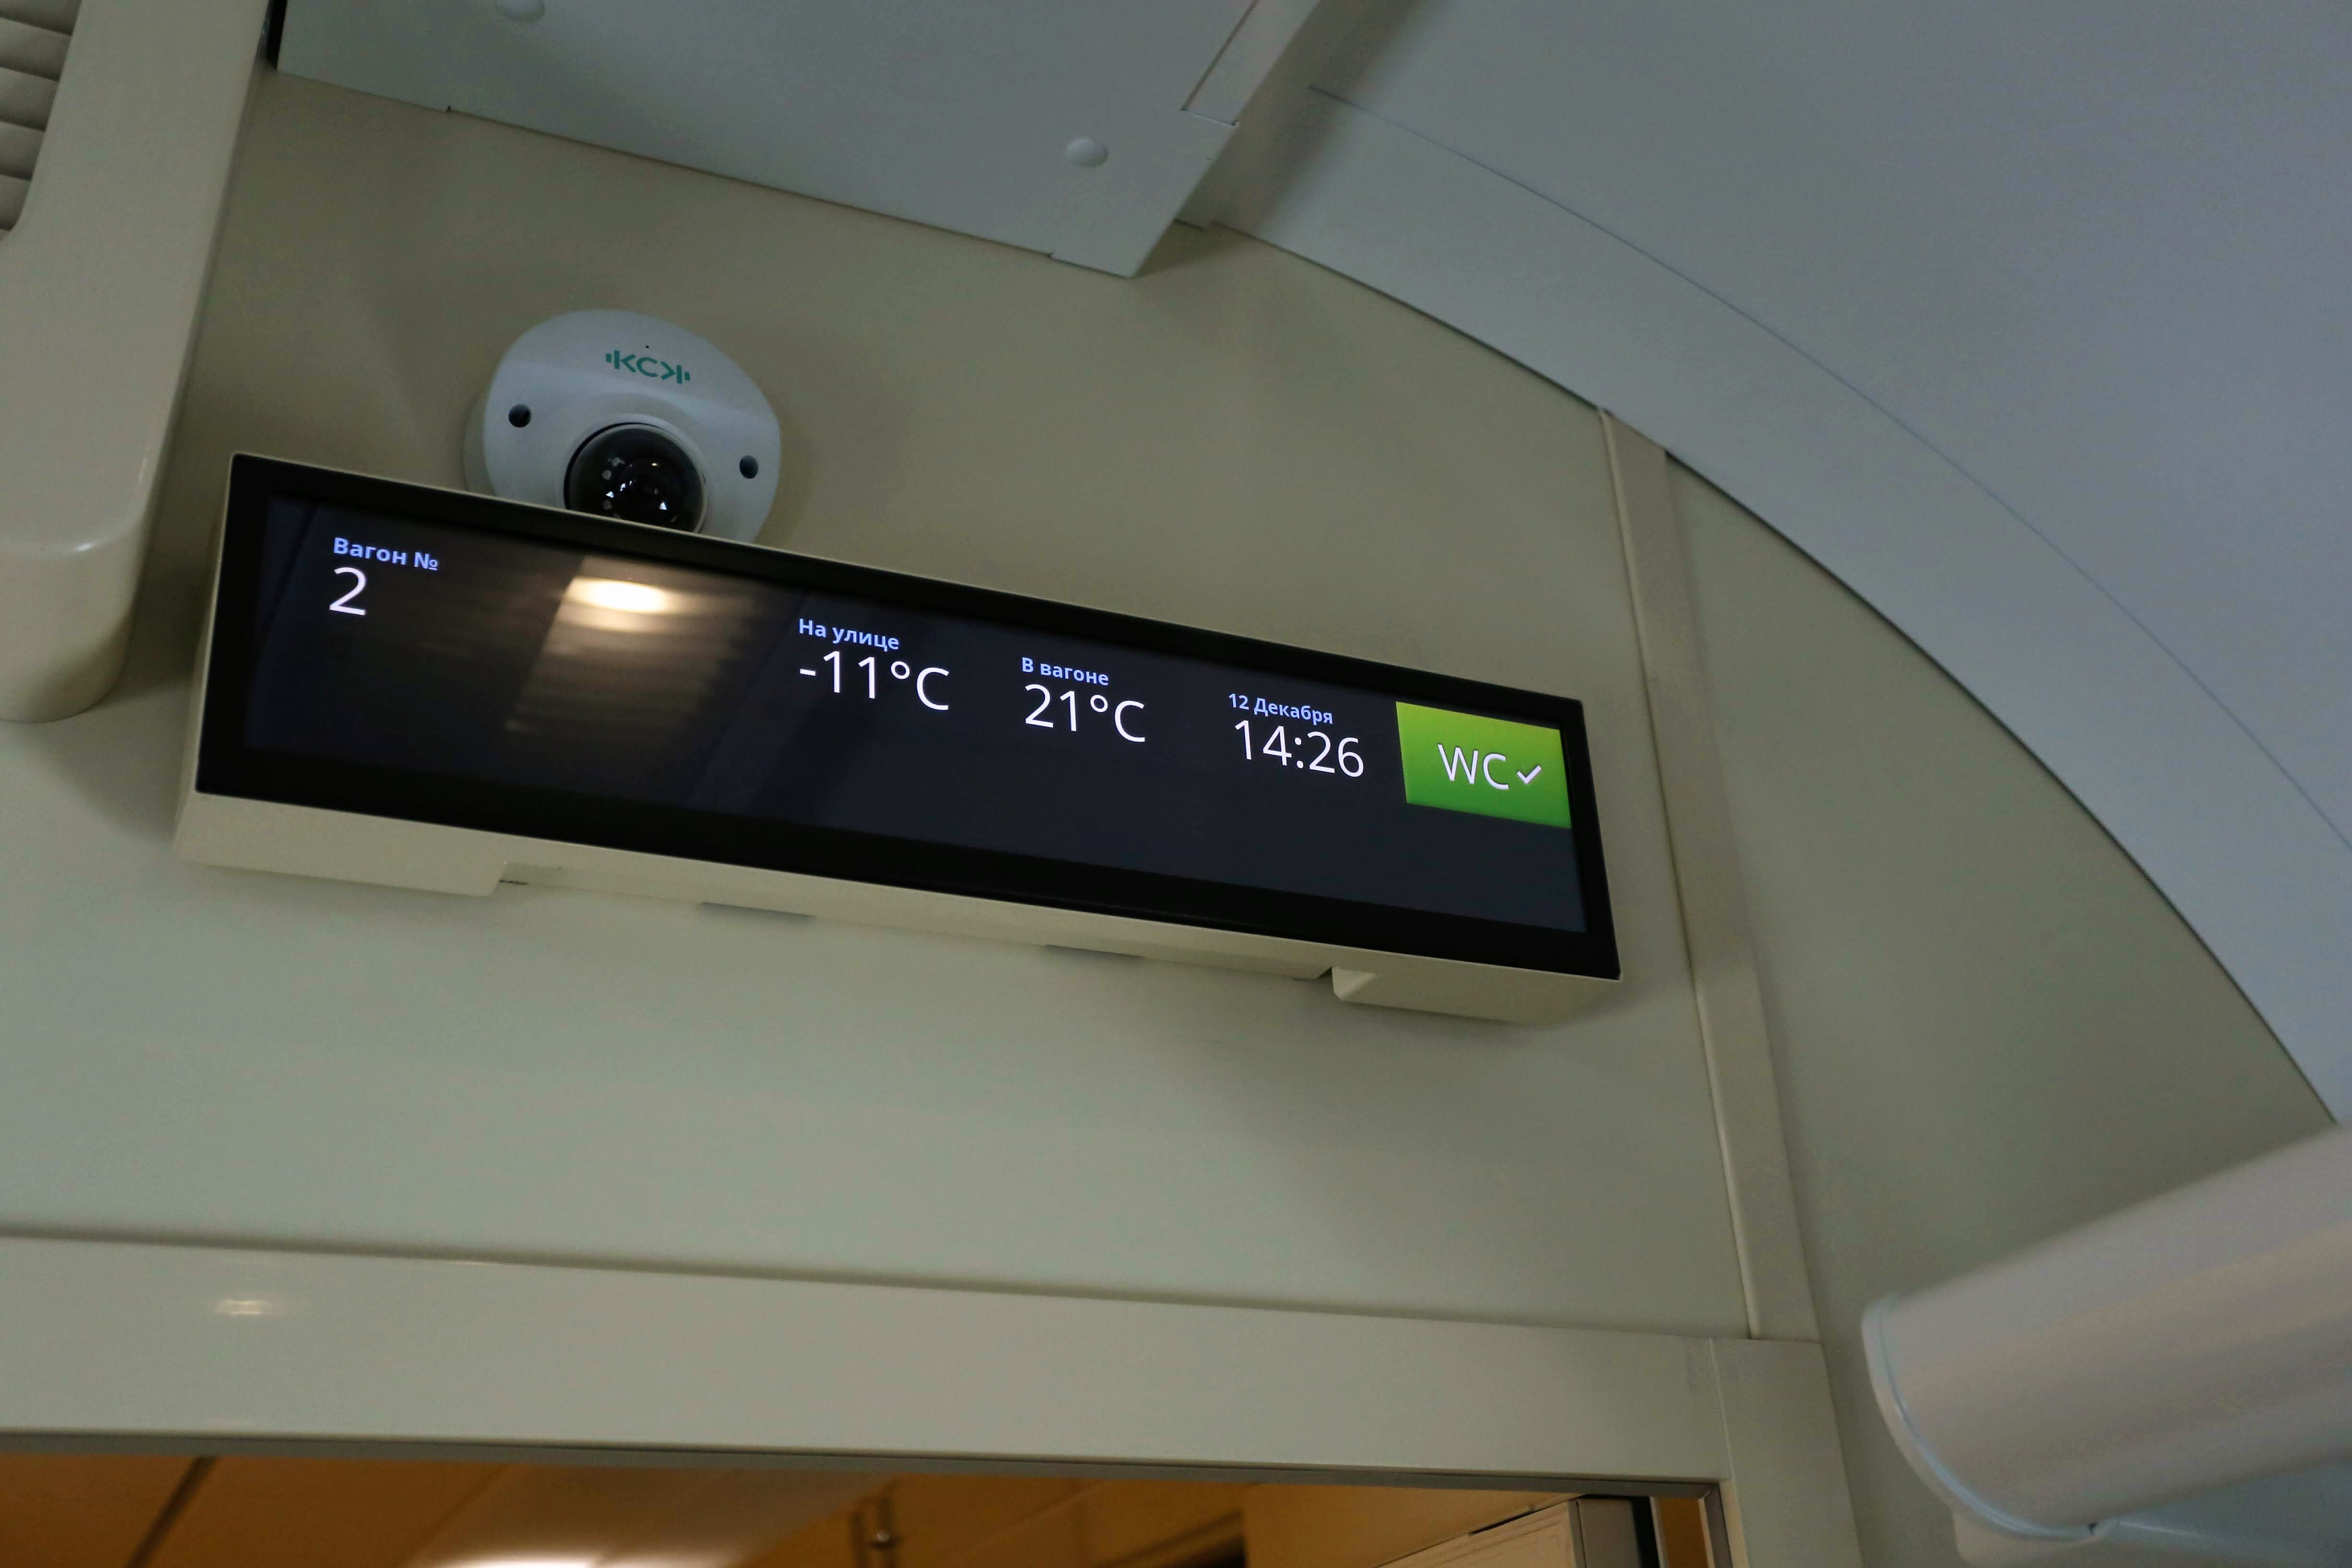 КСК
Вагон №
2
На улице
-11°C
В вагоне
21°C
12 Декабря
14:26
WC✓